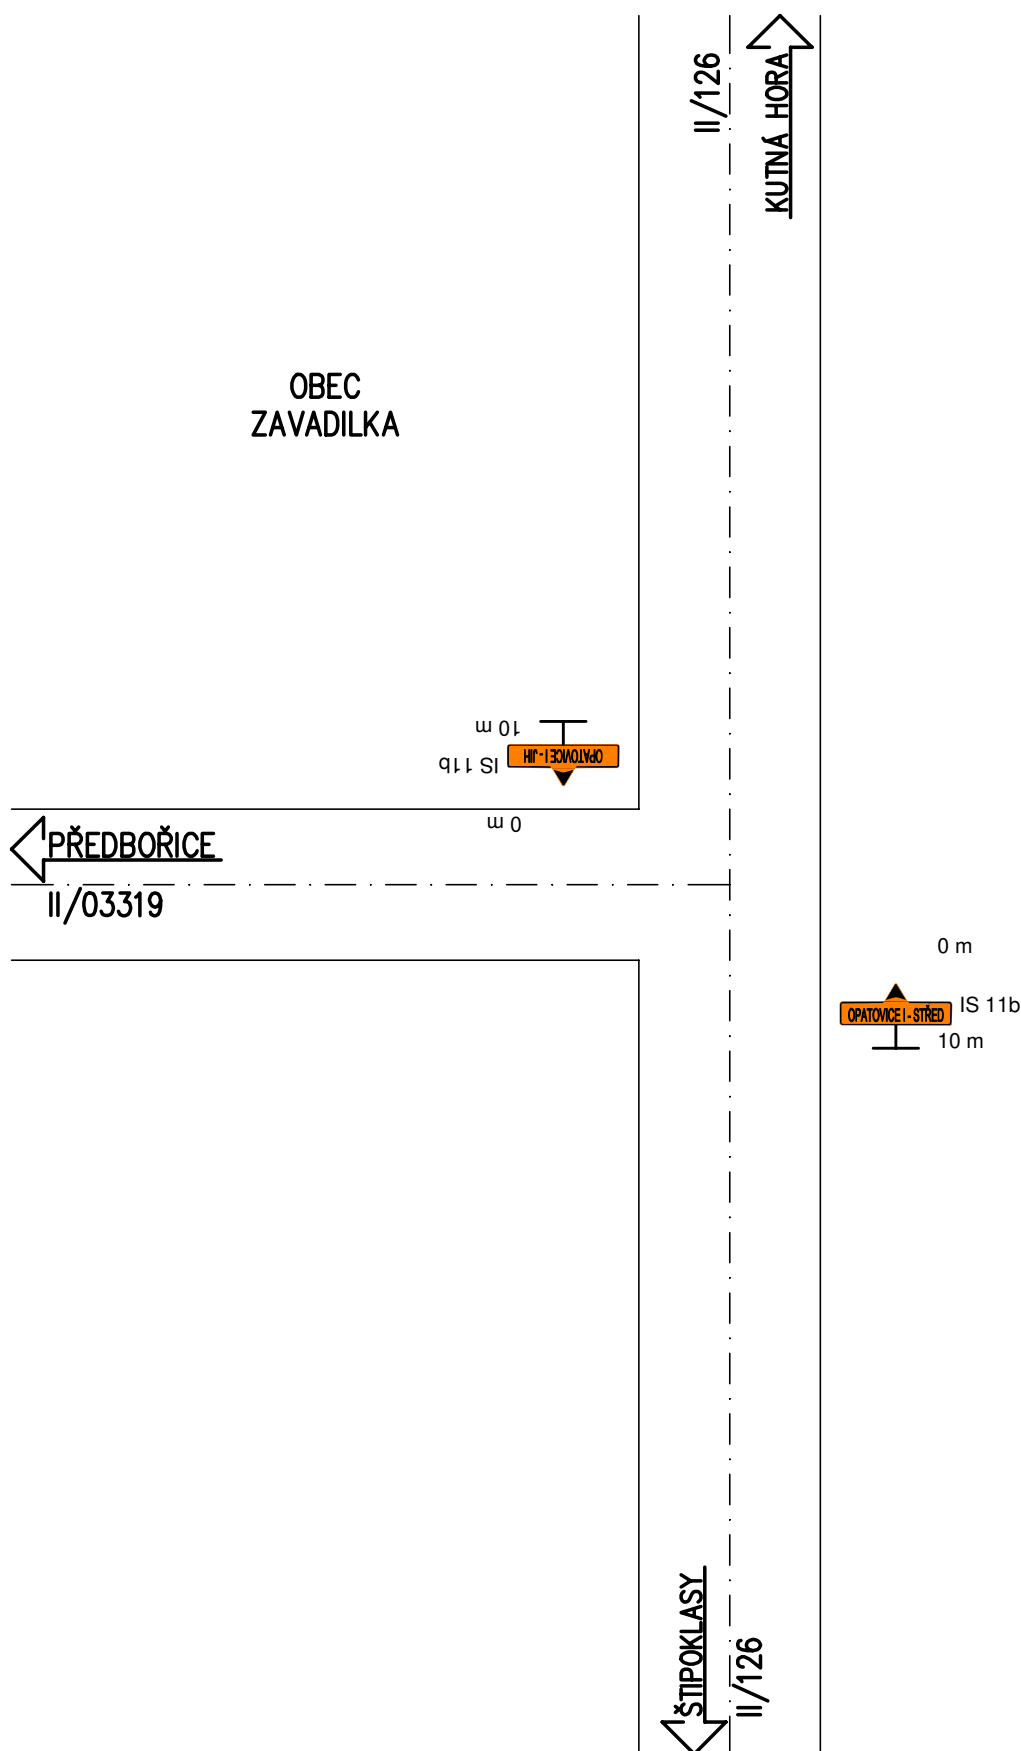 II/126
KUTNÁ HORA
OBEC
ZAVADILKA
10 m
OPATOVICE I - JIH
IS 11b
0 m
PŘEDBOŘICE
II/03319
0 m
OPATOVICE I - STŘED
IS 11b
10 m
ŠTIPOKLASY
II/126